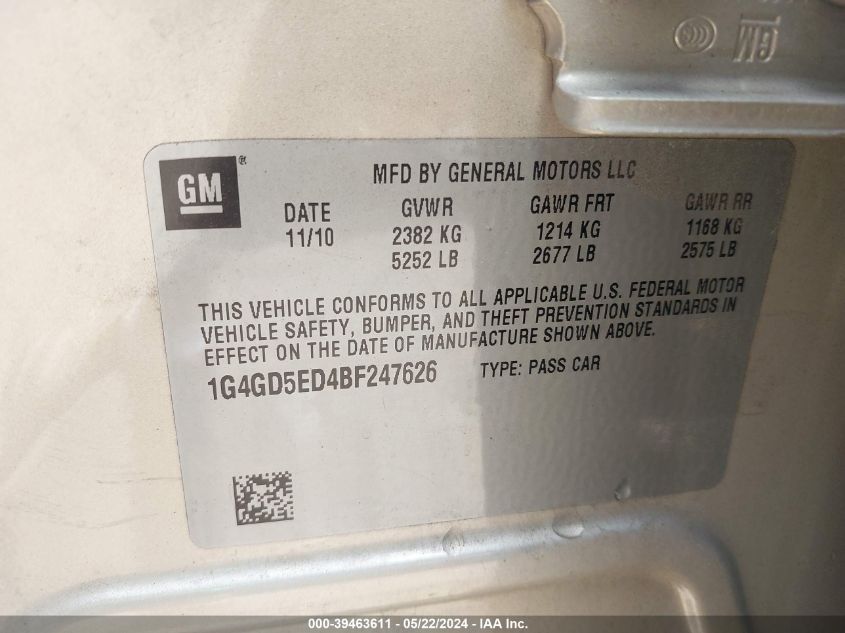 GM
GM ®
MFD BY GENERAL MOTORS LLC
DATE GVWR GAWR FRT GAWR RR
11/10 2382 KG 1214 KG 1168 KG
5252 LB 2677 LB 2575 LB
THIS VEHICLE CONFORMS TO ALL APPLICABLE U.S. FEDERAL MOTOR
VEHICLE SAFETY, BUMPER, AND THEFT PREVENTION STANDARDS IN
EFFECT ON THE DATE OF MANUFACTURE SHOWN ABOVE.
1G4GD5ED4BF247626 TYPE: PASS CAR
000-39463611 - 05/22/2024 - IAA Inc.